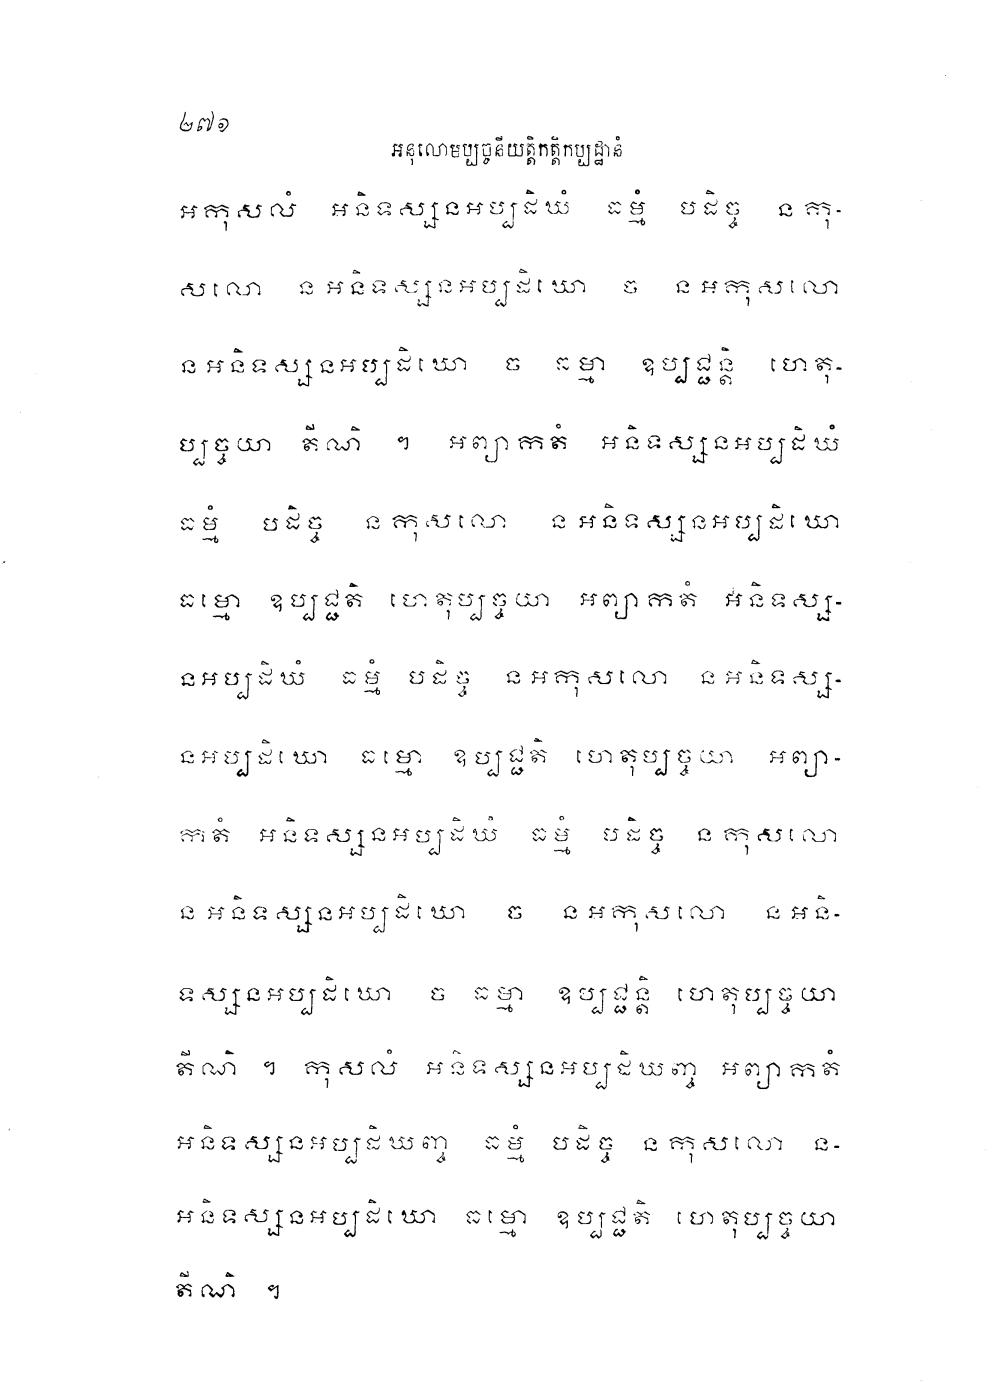 ២៧១
អនុលោមប្បច្ចនីយត្តិកត្តិកប្បដ្ឋានំ
អកុសលំ អនិទស្សនអប្បដិឃំ ធម្មំ បដិច្ច ន កុ-
សលោ ន អនិទស្សនអប្បដិឃោ ច ន អកុសលោ
ន អនិទស្សនអប្បដិឃោ ច ធម្មា ឧប្បជ្ជន្តិ ហេតុ-
ប្បច្ចយា តីណិ ។ អព្យាកតំ អនិទស្សនអប្បដិឃំ
ធម្មំ បដិច្ច ន កុសលោ ន អនិទស្សនអប្បដិឃោ
ធម្មោ ឧប្បជ្ជតិ ហេតុប្បច្ចយា អព្យាកតំ អនិទស្ស-
នអប្បដិឃំ ធម្មំ បដិច្ច ន អកុសលោ ន អនិទស្ស-
នអប្បដិឃោ ធម្មោ ឧប្បជ្ជតិ ហេតុប្បច្ចយា អព្យា-
កតំ អនិទស្សនអប្បដិឃំ ធម្មំ បដិច្ច ន កុសលោ
ន អនិទស្សនអប្បដិឃោ ច ន អកុសលោ ន អនិ-
ទស្សនអប្បដិឃោ ច ធម្មា ឧប្បជ្ជន្តិ ហេតុប្បច្ចយា
តីណិ ។ កុសលំ អនិទស្សនអប្បដិឃញ្ច អព្យាកតំ
អនិទស្សនអប្បដិឃញ្ច ធម្មំ បដិច្ច ន កុសលោ ន-
អនិទស្សនអប្បដិឃោ ធម្មោ ឧប្បជ្ជតិ ហេតុប្បច្ចយា
តីណិ ។